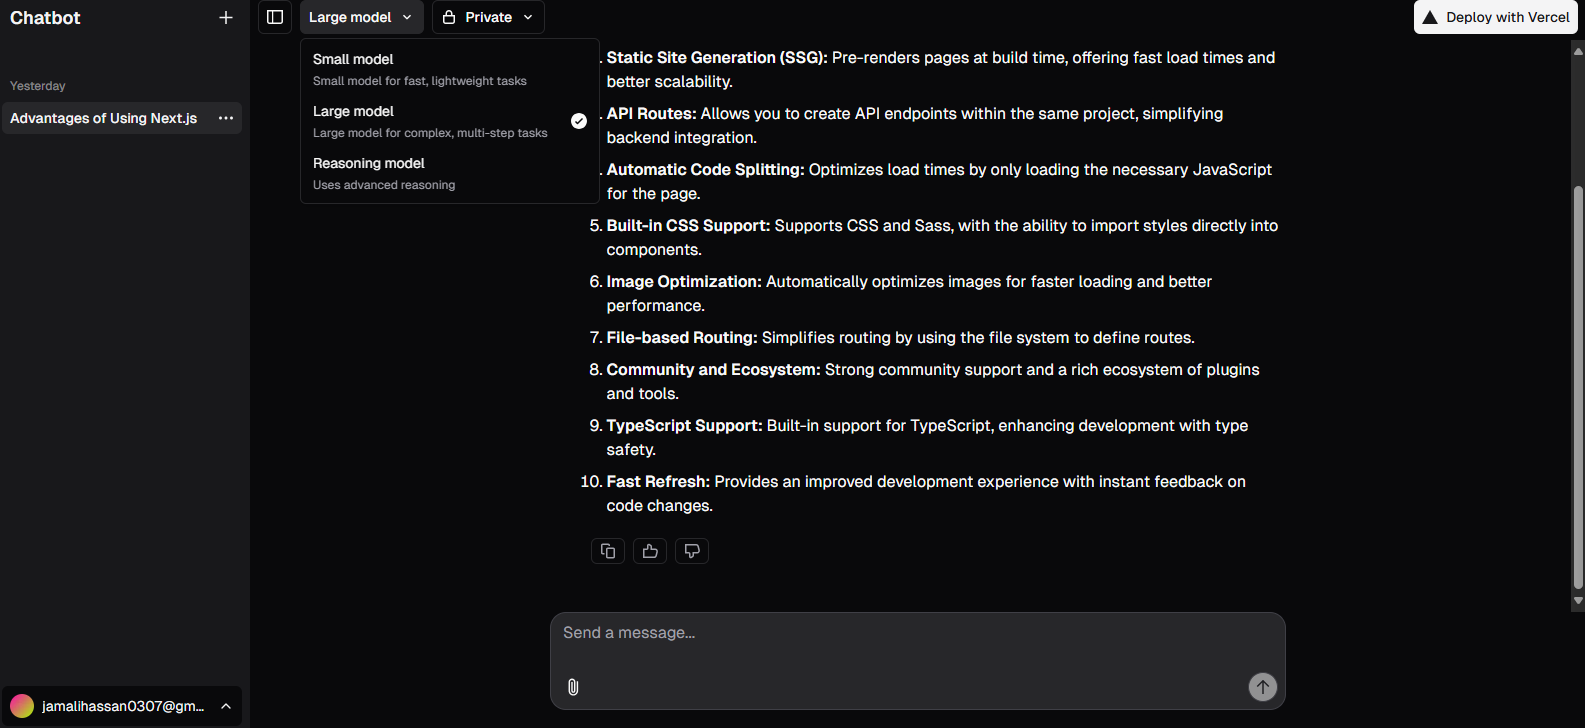 Chatbot
Large model
Private
Deploy with Vercel
Yesterday
Advantages of Using Next.js
Small model
Small model for fast, lightweight tasks
Large model
Large model for complex, multi-step tasks
Reasoning model
Uses advanced reasoning
. Static Site Generation (SSG): Pre-renders pages at build time, offering fast load times and
better scalability.
. API Routes: Allows you to create API endpoints within the same project, simplifying
backend integration.
. Automatic Code Splitting: Optimizes load times by only loading the necessary JavaScript
for the page.
5. Built-in CSS Support: Supports CSS and Sass, with the ability to import styles directly into
components.
6. Image Optimization: Automatically optimizes images for faster loading and better
performance.
7. File-based Routing: Simplifies routing by using the file system to define routes.
8. Community and Ecosystem: Strong community support and a rich ecosystem of plugins
and tools.
9. TypeScript Support: Built-in support for TypeScript, enhancing development with type
safety.
10. Fast Refresh: Provides an improved development experience with instant feedback on
code changes.
Send a message...
jamalihassan0307@gm...